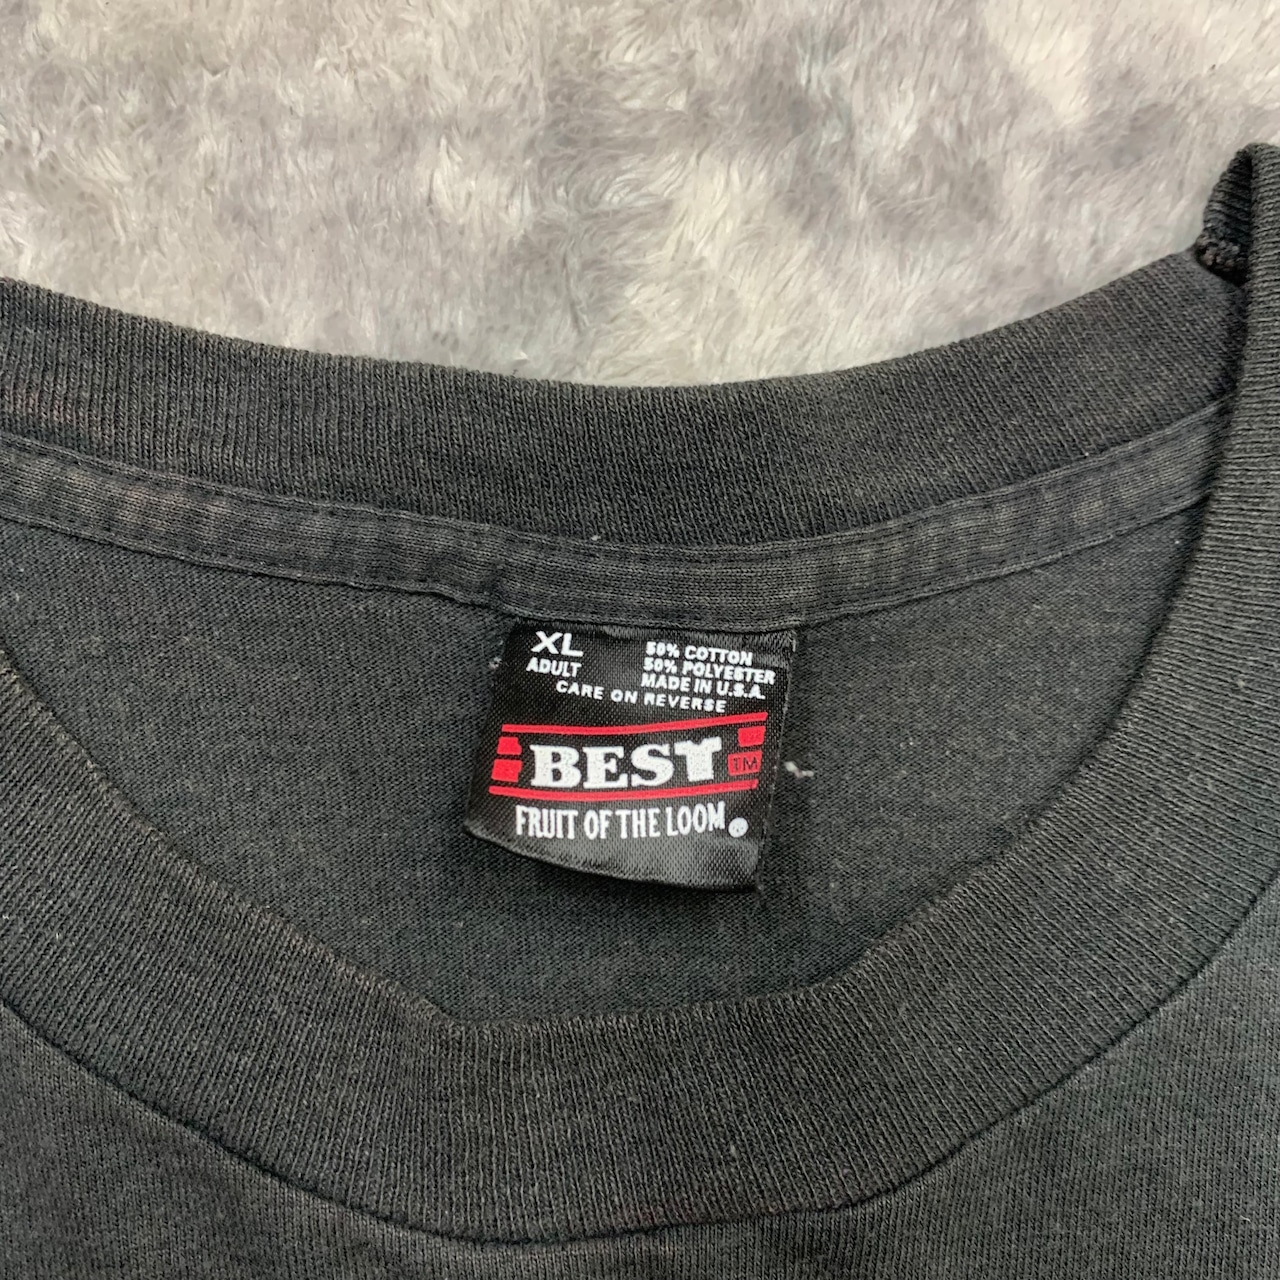 XL
ADULT
50% COTTON
50% POLYESTER
MADE IN U.S.A.
CARE ON REVERSE
BEST
TM
FRUIT OF THE LOOM